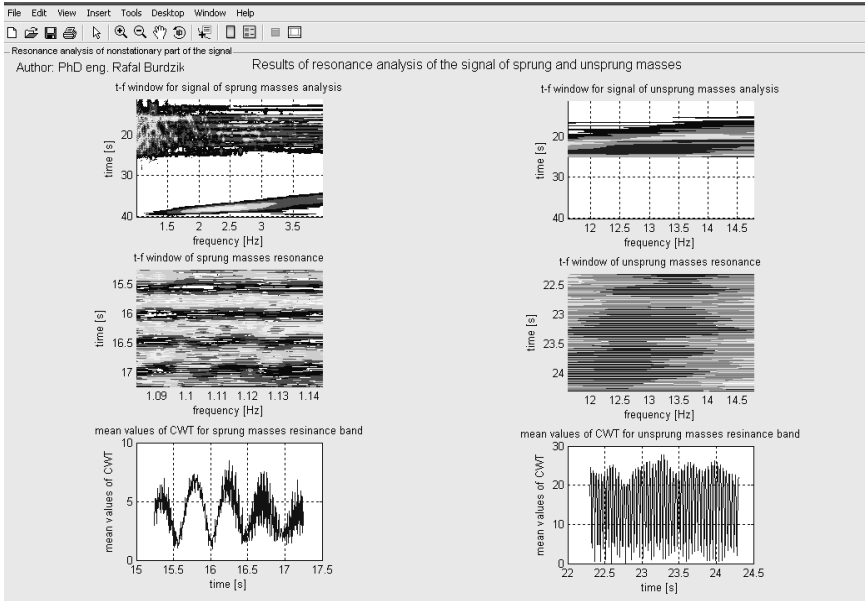 File Edit View Insert Tools Desktop Window Help
Resonance analysis of nonstationary part of the signal
Author: PhD eng. Rafal Burdzik
Results of resonance analysis of the signal of sprung and unsprung masses
t-f window for signal of sprung masses analysis
time [s]
20
30
40
1.5 2 2.5 3 3.5
frequency [Hz]
t-f window for signal of unsprung masses analysis
time [s]
20
30
40
12 12.5 13 13.5 14 14.5
frequency [Hz]
t-f window of sprung masses resonance
time [s]
15.5
16
16.5
17
1.09 1.1 1.11 1.12 1.13 1.14
frequency [Hz]
t-f window of unsprung masses resonance
time [s]
22.5
23
23.5
24
12 12.5 13 13.5 14 14.5
frequency [Hz]
mean values of CWT for sprung masses resinance band
mean values of CWT
10
5
0
15 15.5 16 16.5 17 17.5
time [s]
mean values of CWT for unsprung masses resinance band
mean values of CWT
30
20
10
0
22 22.5 23 23.5 24 24.5
time [s]